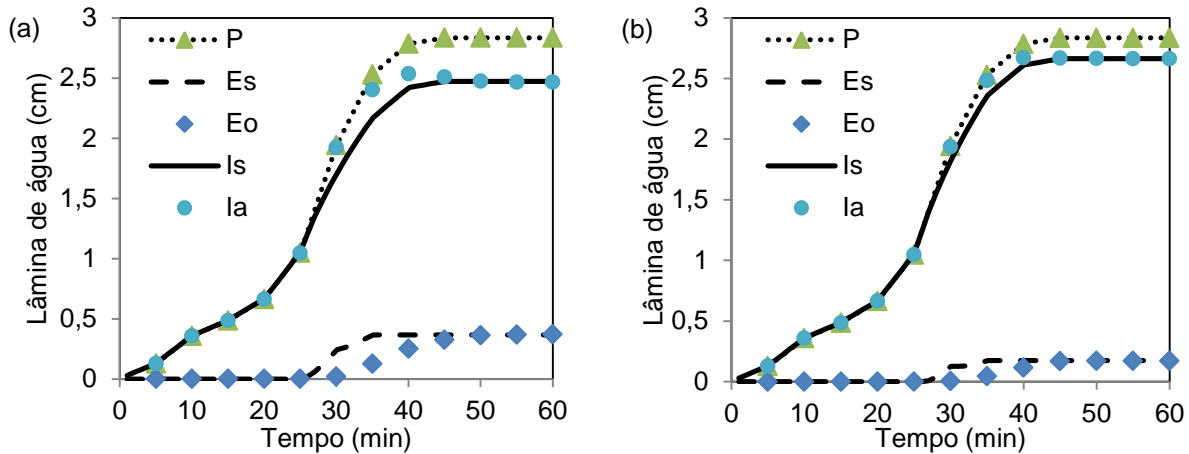 (a)
Lâmina de água (cm)
3
2,5
2
1,5
1
0,5
0
P
Es
Eo
Is
Ia
0 10 20 30 40 50 60
Tempo (min)
(b)
Lâmina de água (cm)
3
2,5
2
1,5
1
0,5
0
P
Es
Eo
Is
Ia
0 10 20 30 40 50 60
Tempo (min)